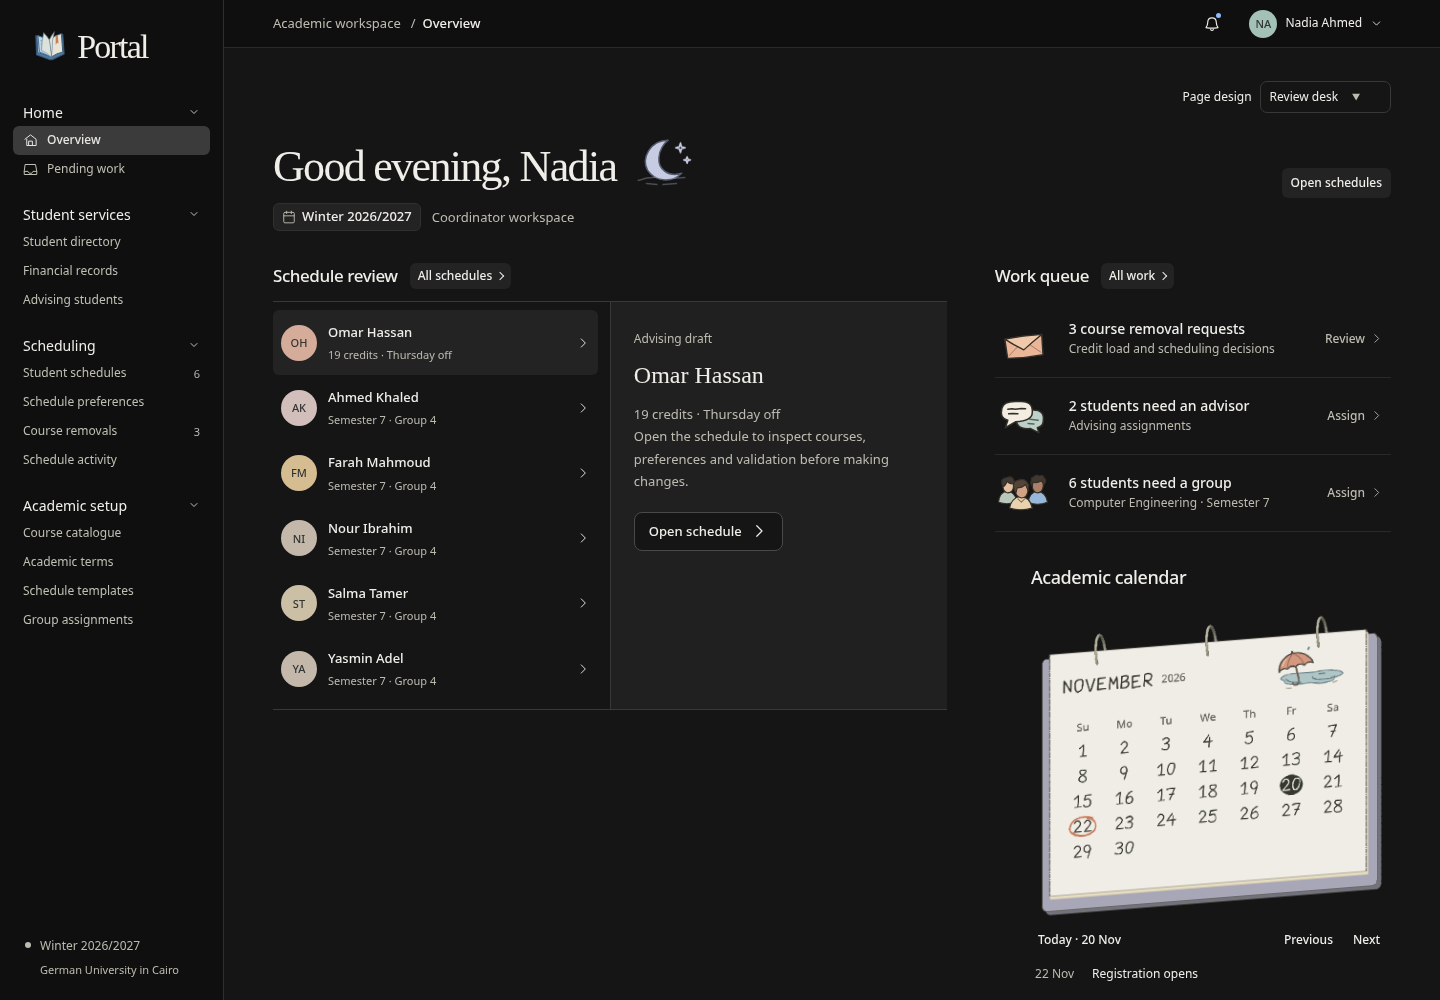 Portal
Home
Overview
Pending work
Student services
Student directory
Financial records
Advising students
Scheduling
Student schedules 6
Schedule preferences
Course removals 3
Schedule activity
Academic setup
Course catalogue
Academic terms
Schedule templates
Group assignments
Winter 2026/2027
German University in Cairo
Academic workspace / Overview
NA Nadia Ahmed
Page design Review desk
Good evening, Nadia
Open schedules
Winter 2026/2027 Coordinator workspace
Schedule review All schedules
OH Omar Hassan
19 credits · Thursday off
AK Ahmed Khaled
Semester 7 · Group 4
FM Farah Mahmoud
Semester 7 · Group 4
NI Nour Ibrahim
Semester 7 · Group 4
ST Salma Tamer
Semester 7 · Group 4
YA Yasmin Adel
Semester 7 · Group 4
Advising draft
Omar Hassan
19 credits · Thursday off
Open the schedule to inspect courses,
preferences and validation before making
changes.
Open schedule
Work queue All work
3 course removal requests
Credit load and scheduling decisions
Review
2 students need an advisor
Advising assignments
Assign
6 students need a group
Computer Engineering · Semester 7
Assign
Academic calendar
NOVEMBER 2026
Su Mo Tu We Th Fr Sa
1 2 3 4 5 6 7
8 9 10 11 12 13 14
15 16 17 18 19 20 21
22 23 24 25 26 27 28
29 30
Today · 20 Nov Previous Next
22 Nov Registration opens